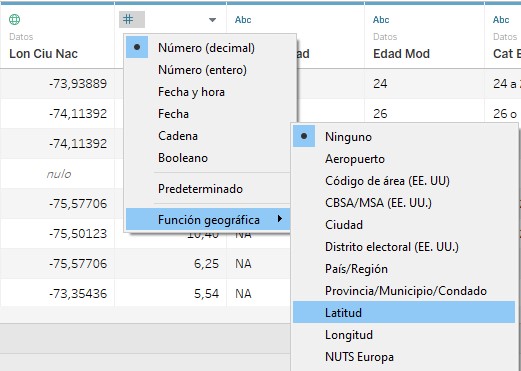 Abc
Abc
Abc
Datos
Datos
Datos
Lon Ciu Nac
ad
Edad Mod
Cat E
Número (decimal)
Número (entero)
Fecha y hora
Fecha
Cadena
Booleano
Predeterminado
Función geográfica
-73,93889
24
24 a 2
-74,11392
26
26 o
-74,11392
nulo
-75,57706
-75,50123
10,40
NA
-75,57706
6,25
NA
-73,35436
5,54
NA
Ninguno
Aeropuerto
Código de área (EE. UU)
CBSA/MSA (EE. UU.)
Ciudad
Distrito electoral (EE. UU.)
País/Región
Provincia/Municipio/Condado
Latitud
Longitud
NUTS Europa